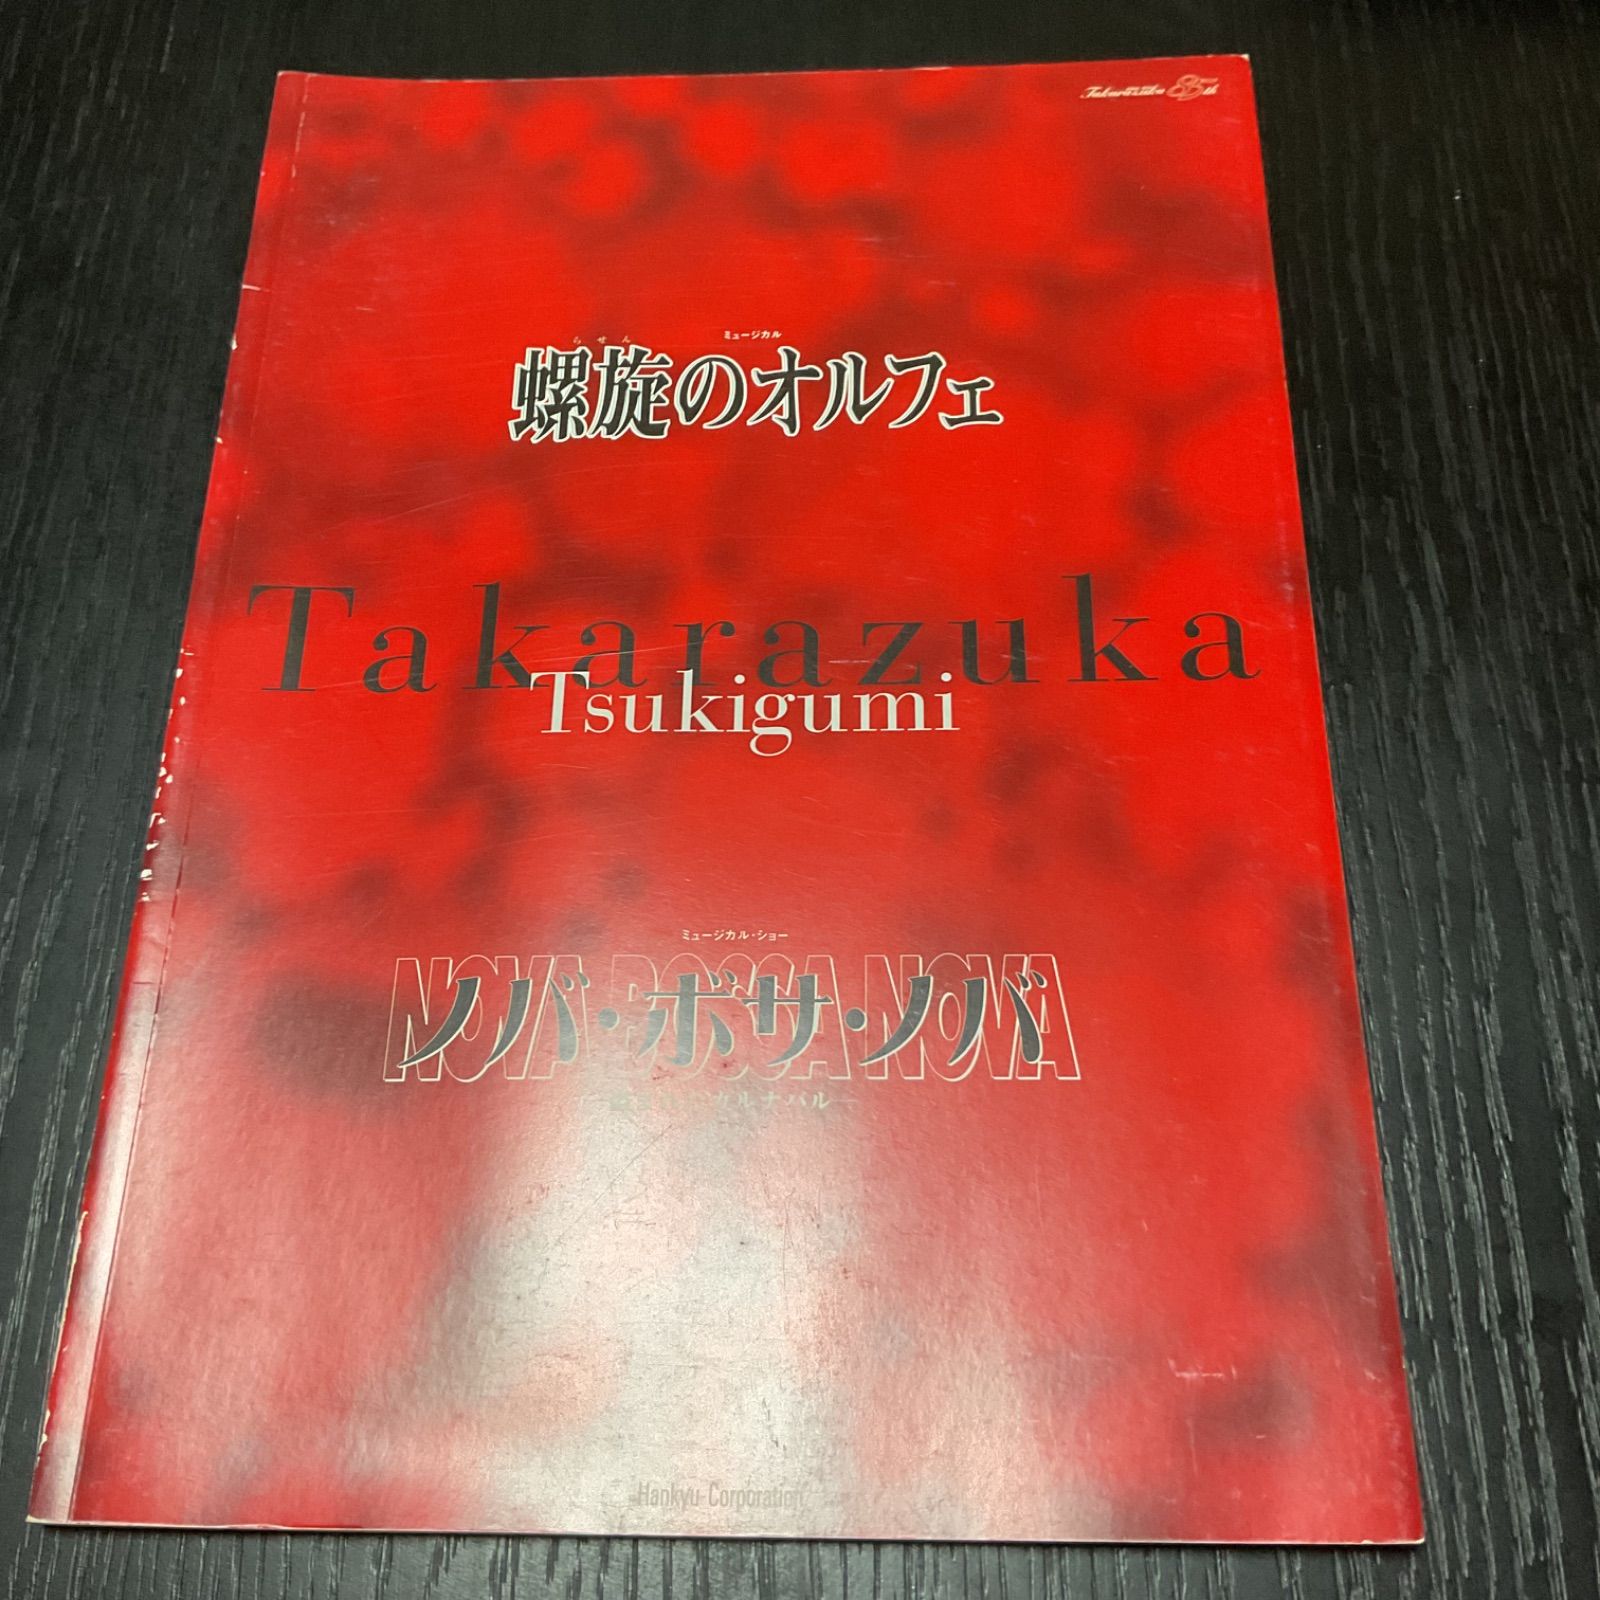 Takarazuka 85th
ミュージカル
らせん
螺旋のオルフェ
Takarazuka
Tsukigumi
ミュージカル・ショー
NOVA BOSSA NOVA
ノバ・ボサ・ノバ
カルナバル
Hankyu Corporation